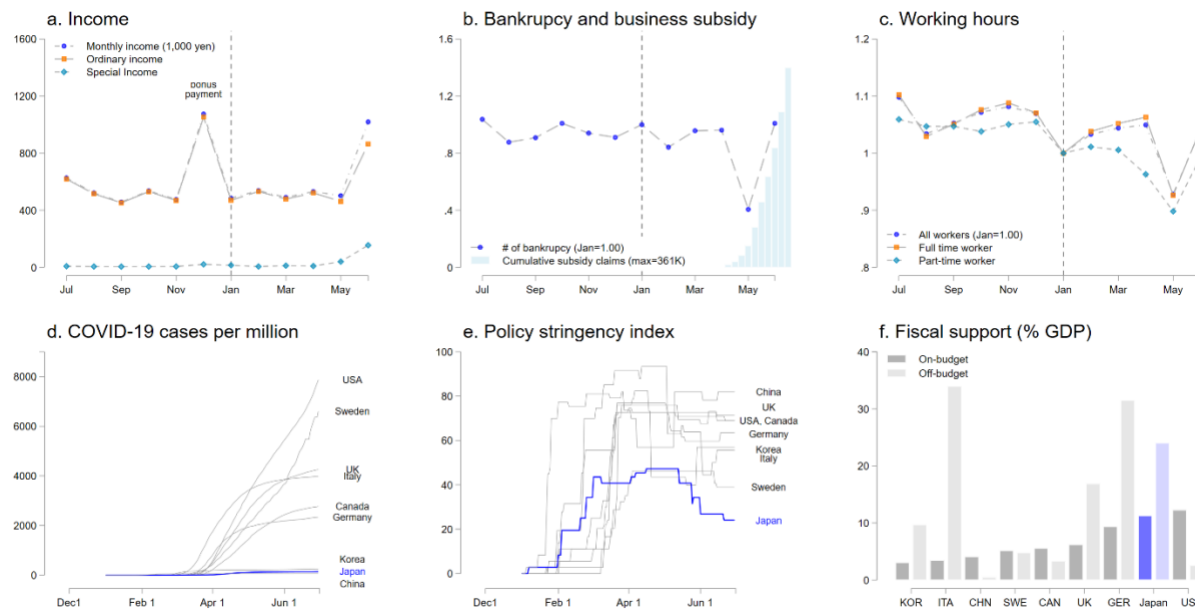 a. Income
1600
1200
800
400
0
Monthly income (1,000 yen)
Ordinary income
Special Income
bonus
payment
Jul
Sep
Nov
Jan
Mar
May
b. Bankrupcy and business subsidy
1.6
1.2
.8
.4
0
# of bankrupcy (Jan=1.00)
Cumulative subsidy claims (max=361K)
Jul
Sep
Nov
Jan
Mar
May
c. Working hours
1.2
1.1
1
.9
.8
All workers (Jan=1.00)
Full time worker
Part-time worker
Jul
Sep
Nov
Jan
Mar
May
d. COVID-19 cases per million
8000
6000
4000
2000
0
USA
Sweden
UK
Italy
Canada
Germany
Korea
Japan
China
Dec1
Feb 1
Apr 1
Jun 1
e. Policy stringency index
100
80
60
40
20
0
China
UK
USA, Canada
Germany
Korea
Italy
Sweden
Japan
Dec1
Feb 1
Apr 1
Jun 1
f. Fiscal support (% GDP)
40
30
20
10
0
On-budget
Off-budget
KOR
ITA
CHN
SWE
CAN
UK
GER
Japan
US